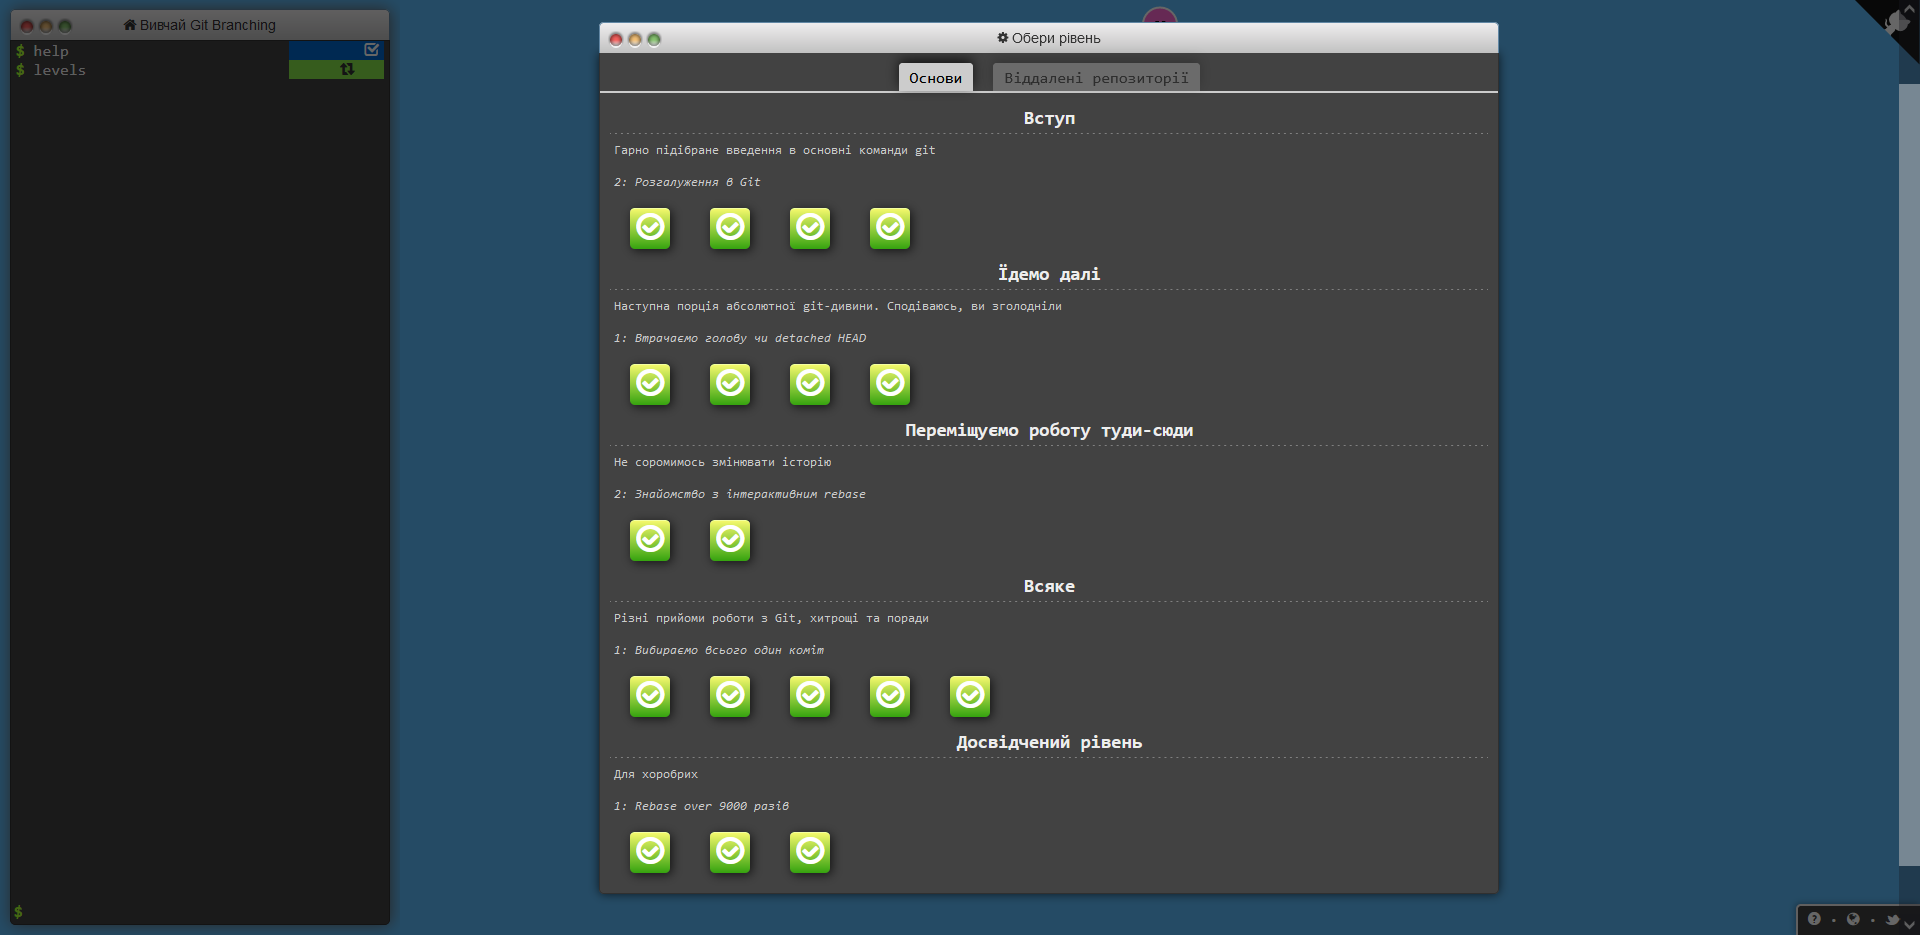 Вивчай Git Branching
$ help
$ levels
$
Обери рівень
Основи
Віддалені репозиторії
Вступ
Гарно підібране введення в основні команди git
2: Розгалуження в Git
Їдемо далі
Наступна порція абсолютної git-дивини. Сподіваюсь, ви зголодніли
1: Втрачаємо голову чи detached HEAD
Переміщуємо роботу туди-сюди
Не соромимось змінювати історію
2: Знайомство з інтерактивним rebase
Всяке
Різні прийоми роботи з Git, хитрощі та поради
1: Вибираємо всього один коміт
Досвідчений рівень
Для хоробрих
1: Rebase over 9000 разів